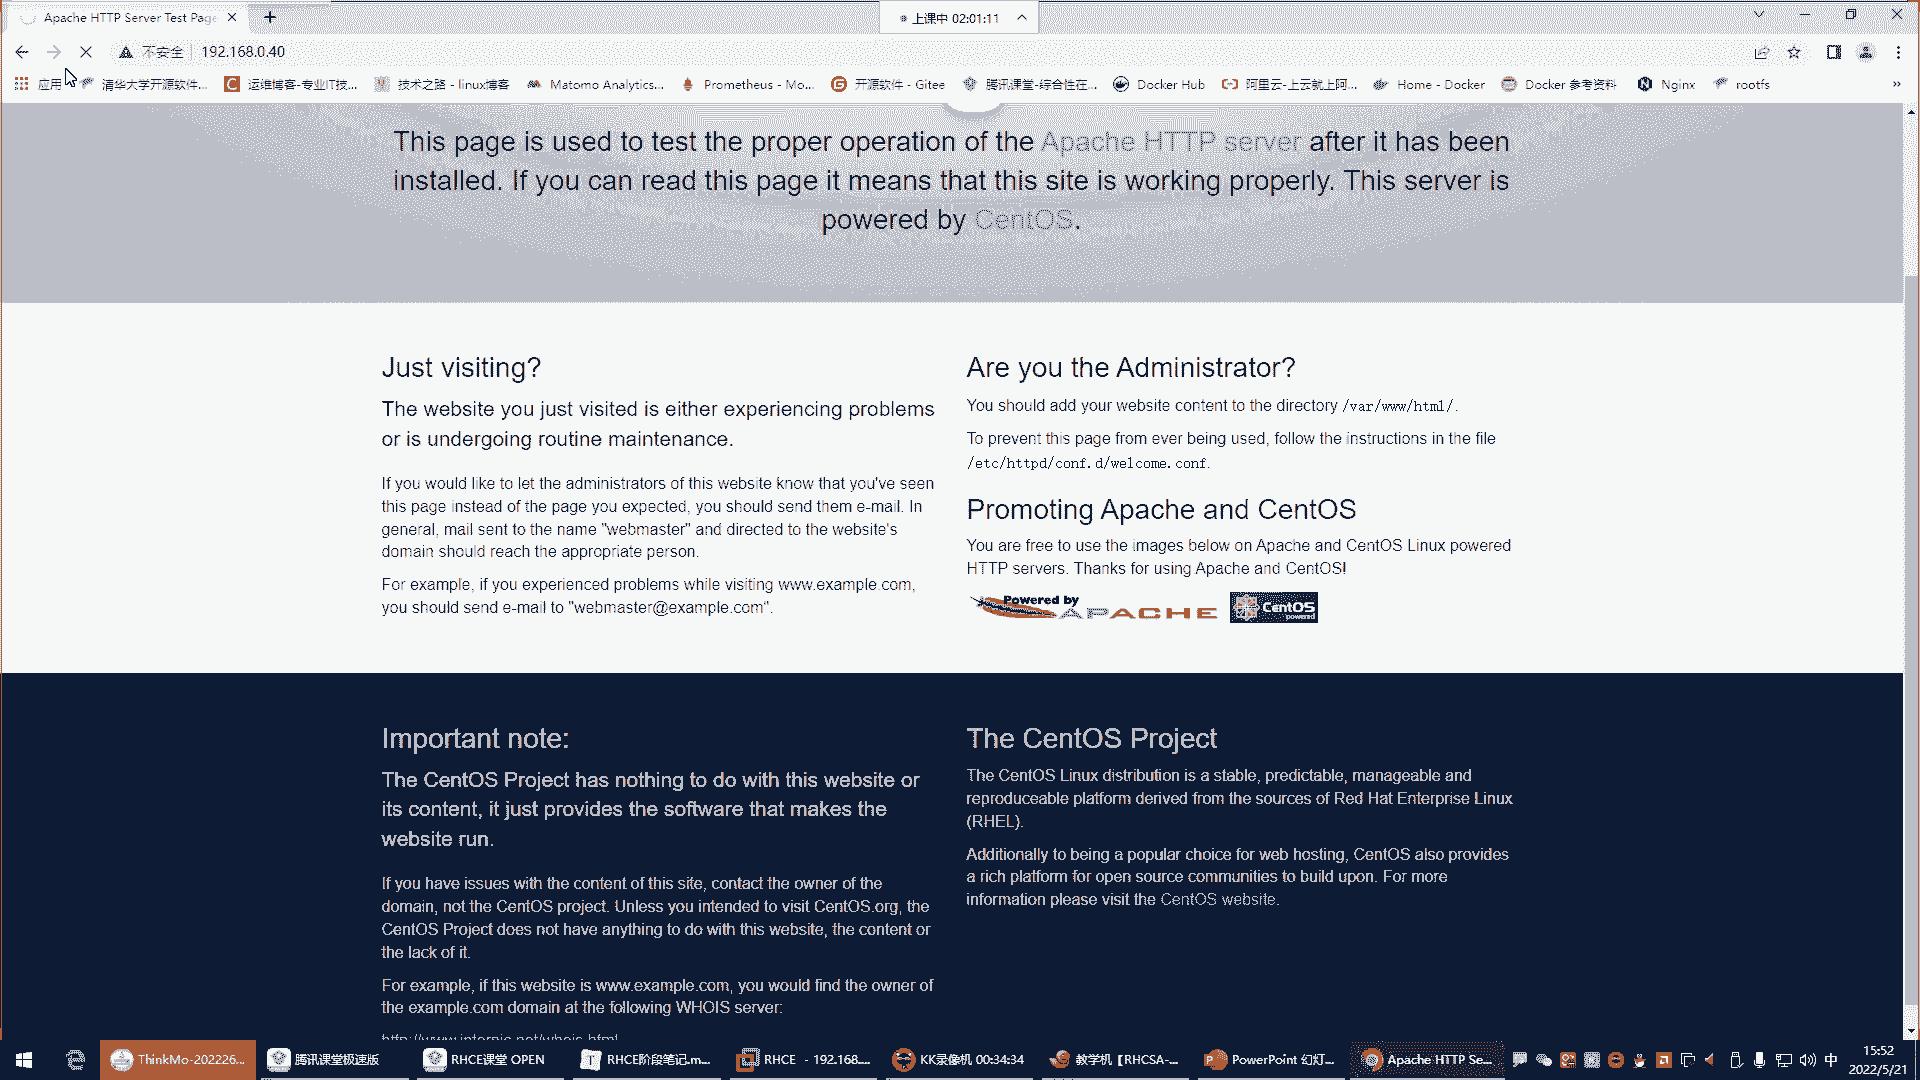 Apache HTTP Server Test Page
上课中 02:01:11
不安全
192.168.0.40
应用
清华大学开源软件...
运维博客-专业IT技...
技术之路 - linux博客
Matomo Analytics...
Prometheus - Mo...
开源软件 - Gitee
腾讯课堂-综合性在...
Docker Hub
阿里云-上云就上阿...
Home - Docker
Docker 参考资料
Nginx
rootfs
This page is used to test the proper operation of the Apache HTTP server after it has been
installed. If you can read this page it means that this site is working properly. This server is
powered by CentOS.
Just visiting?
The website you just visited is either experiencing problems
or is undergoing routine maintenance.
If you would like to let the administrators of this website know that you've seen
this page instead of the page you expected, you should send them e-mail. In
general, mail sent to the name "webmaster" and directed to the website's
domain should reach the appropriate person.
For example, if you experienced problems while visiting www.example.com,
you should send e-mail to "webmaster@example.com".
Are you the Administrator?
You should add your website content to the directory /var/www/html/.
To prevent this page from ever being used, follow the instructions in the file
/etc/httpd/conf.d/welcome.conf.
Promoting Apache and CentOS
You are free to use the images below on Apache and CentOS Linux powered
HTTP servers. Thanks for using Apache and CentOS!
Powered by
APACHE
CentOS
powered
Important note:
The CentOS Project has nothing to do with this website or
its content, it just provides the software that makes the
website run.
If you have issues with the content of this site, contact the owner of the
domain, not the CentOS project. Unless you intended to visit CentOS.org, the
CentOS Project does not have anything to do with this website, the content or
the lack of it.
For example, if this website is www.example.com, you would find the owner of
the example.com domain at the following WHOIS server:
http://www.internic.net/whois.html
The CentOS Project
The CentOS Linux distribution is a stable, predictable, manageable and
reproduceable platform derived from the sources of Red Hat Enterprise Linux
(RHEL).
Additionally to being a popular choice for web hosting, CentOS also provides
a rich platform for open source communities to build upon. For more
information please visit the CentOS website.
ThinkMo-202226...
腾讯课堂极速版
RHCE课堂 OPEN
RHCE阶段笔记.m...
RHCE - 192.168....
KK录像机 00:34:34
教学机【RHCSA-...
PowerPoint 幻灯...
Apache HTTP Se...
中
15:52
2022/5/21